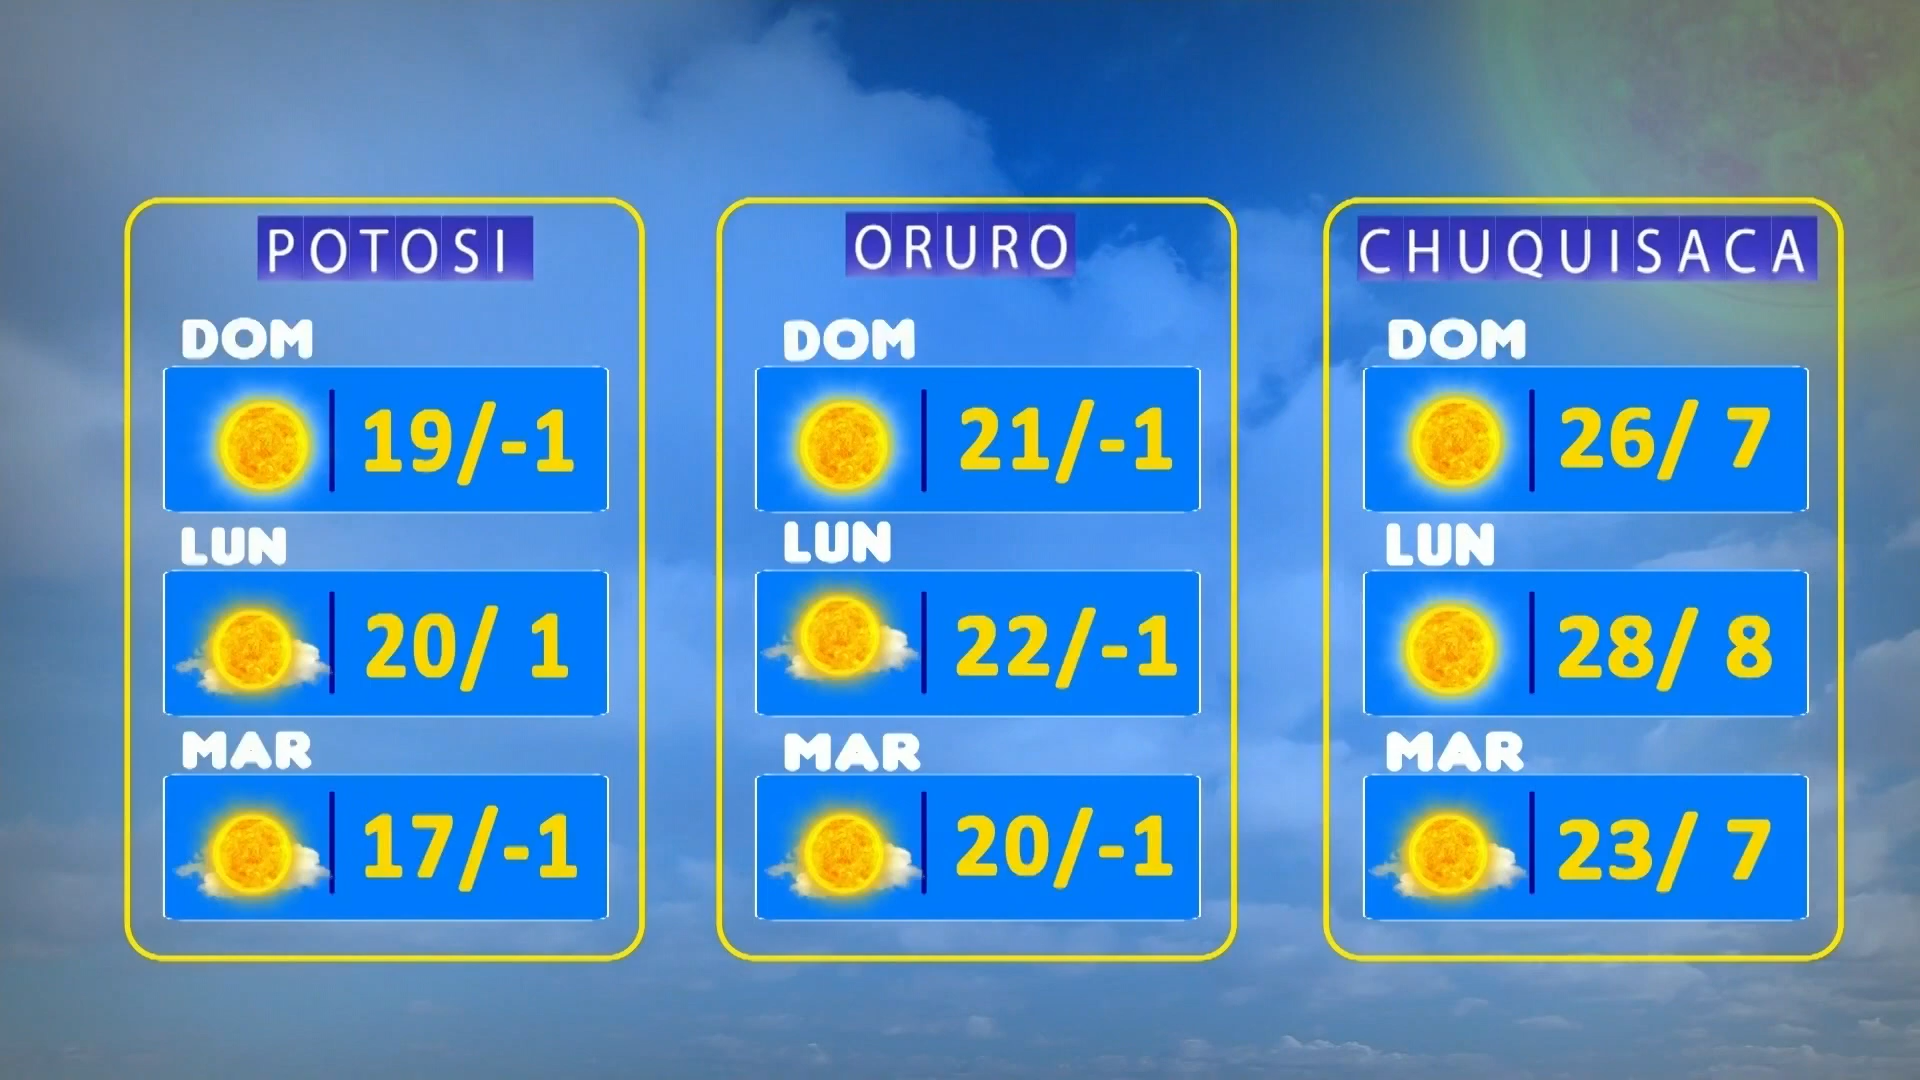 POTOSI
DOM
19/-1
LUN
20/ 1
MAR
17/-1
ORURO
DOM
21/-1
LUN
22/-1
MAR
20/-1
CHUQUISACA
DOM
26/ 7
LUN
28/ 8
MAR
23/ 7